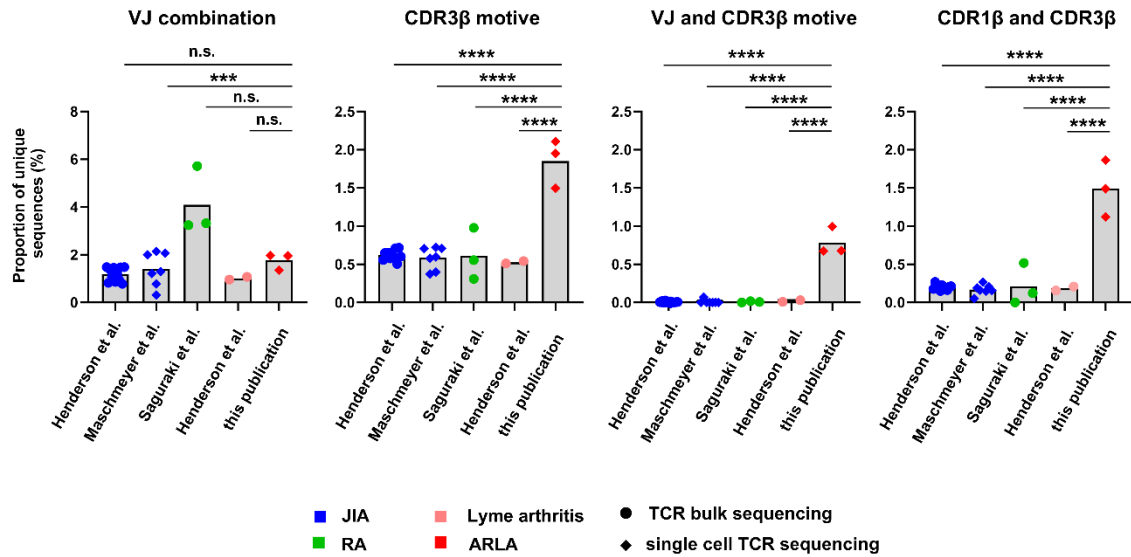 VJ combination
CDR3β motive
VJ and CDR3β motive
CDR1β and CDR3β
n.s.
***
n.s.
n.s.
****
****
****
****
****
****
****
****
****
****
****
****
Proportion of unique
sequences (%)
8
6
4
2
0
2.5
2.0
1.5
1.0
0.5
0.0
2.5
2.0
1.5
1.0
0.5
0.0
2.5
2.0
1.5
1.0
0.5
0.0
Henderson et al.
Maschmeyer et al.
Saguraki et al.
Henderson et al.
this publication
Henderson et al.
Maschmeyer et al.
Saguraki et al.
Henderson et al.
this publication
Henderson et al.
Maschmeyer et al.
Saguraki et al.
Henderson et al.
this publication
Henderson et al.
Maschmeyer et al.
Saguraki et al.
Henderson et al.
this publication
JIA
Lyme arthritis
TCR bulk sequencing
RA
ARLA
single cell TCR sequencing